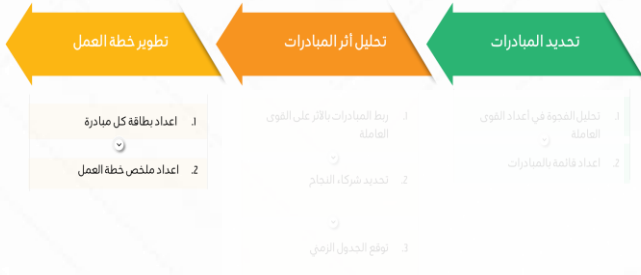 تحديد المبادرات
تحليل أثر المبادرات
تطوير خطة العمل
1. تحليل الفجوة في أعداد القوى
العاملة
2. اعداد قائمة بالمبادرات
1. ربط المبادرات بالأثر على القوى
العاملة
2. تحديد شركاء النجاح
3. توقع الجدول الزمني
1. اعداد بطاقة كل مبادرة
2. اعداد ملخص خطة العمل